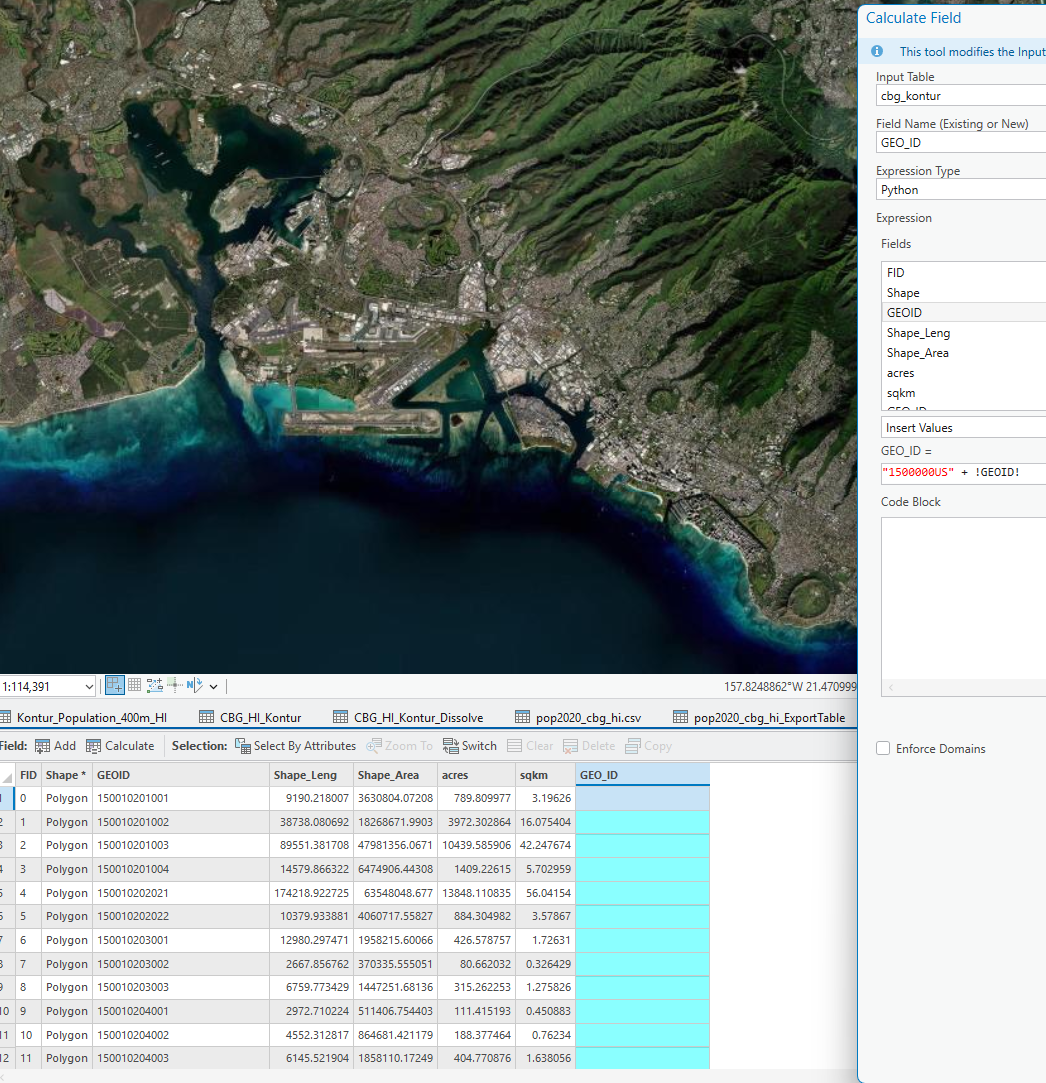 Calculate Field
This tool modifies the Input
Input Table
cbg_kontur
Field Name (Existing or New)
GEO_ID
Expression Type
Python
Expression
Fields
FID
Shape
GEOID
Shape_Leng
Shape_Area
acres
sqkm
GEO_ID
Insert Values
GEO_ID =
"1500000US" + !GEOID!
Code Block
Enforce Domains
1:114,391
157.8248862°W 21.470999
Kontur_Population_400m_HI CBG_HI_Kontur CBG_HI_Kontur_Dissolve pop2020_cbg_hi.csv pop2020_cbg_hi_ExportTable
Field: Add Calculate Selection: Select By Attributes Zoom To Switch Clear Delete Copy
FID Shape * GEOID Shape_Leng Shape_Area acres sqkm GEO_ID
1 0 Polygon 150010201001 9190.218007 3630804.07208 789.809977 3.19626
2 1 Polygon 150010201002 38738.080692 18268671.9903 3972.302864 16.075404
3 2 Polygon 150010201003 89551.381708 47981356.0671 10439.585906 42.247674
4 3 Polygon 150010201004 14579.866322 6474906.44308 1409.22615 5.702959
5 4 Polygon 150010202021 174218.922725 63548048.677 13848.110835 56.04154
6 5 Polygon 150010202022 10379.933881 4060717.55827 884.304982 3.57867
7 6 Polygon 150010203001 12980.297471 1958215.60066 426.578757 1.72631
8 7 Polygon 150010203002 2667.856762 370335.555051 80.662032 0.326429
9 8 Polygon 150010203003 6759.773429 1447251.68136 315.262253 1.275826
10 9 Polygon 150010204001 2972.710224 511406.754403 111.415193 0.450883
11 10 Polygon 150010204002 4552.312817 864681.421179 188.377464 0.76234
12 11 Polygon 150010204003 6145.521904 1858110.17249 404.770876 1.638056